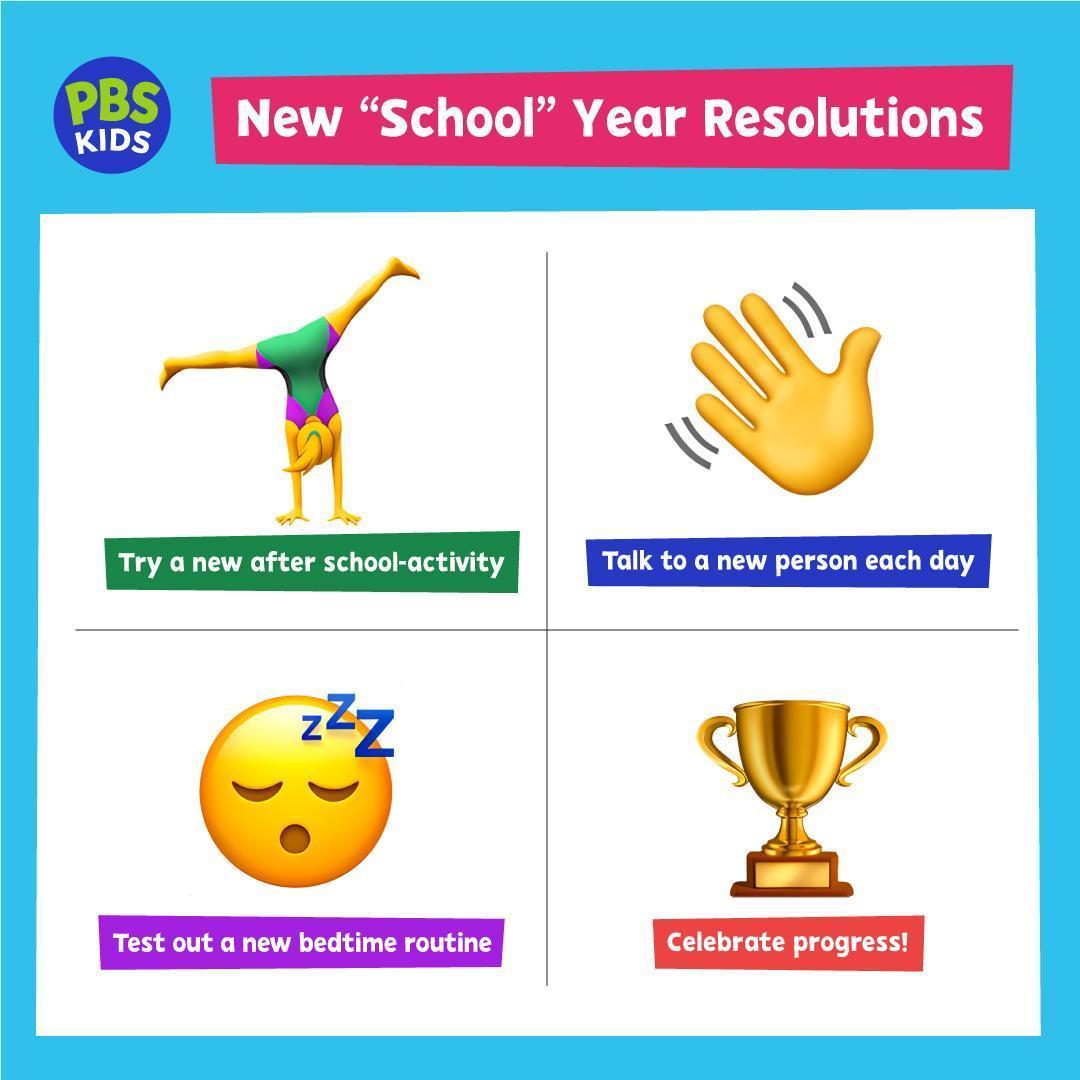 PBS
KIDS
New “School” Year Resolutions
Try a new after school-activity
Talk to a new person each day
z Z Z
Test out a new bedtime routine
Celebrate progress!